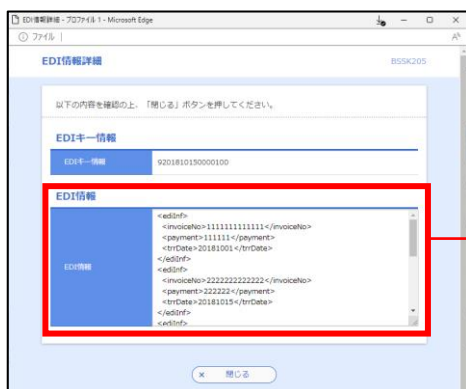 EDI情報詳細 - プロファイル 1 - Microsoft Edge
ファイル
EDI情報詳細
BSSK205
以下の内容を確認の上、「閉じる」ボタンを押してください。
EDIキー情報
EDIキー情報
9201810150000100
EDI情報
EDI情報
<ediInf>
<invoiceNo>1111111111111</invoiceNo>
<payment>111111</payment>
<trrDate>20181001</trrDate>
</ediInf>
<ediInf>
<invoiceNo>2222222222222</invoiceNo>
<payment>222222</payment>
<trrDate>20181015</trrDate>
</ediInf>
<ediInf>
× 閉じる